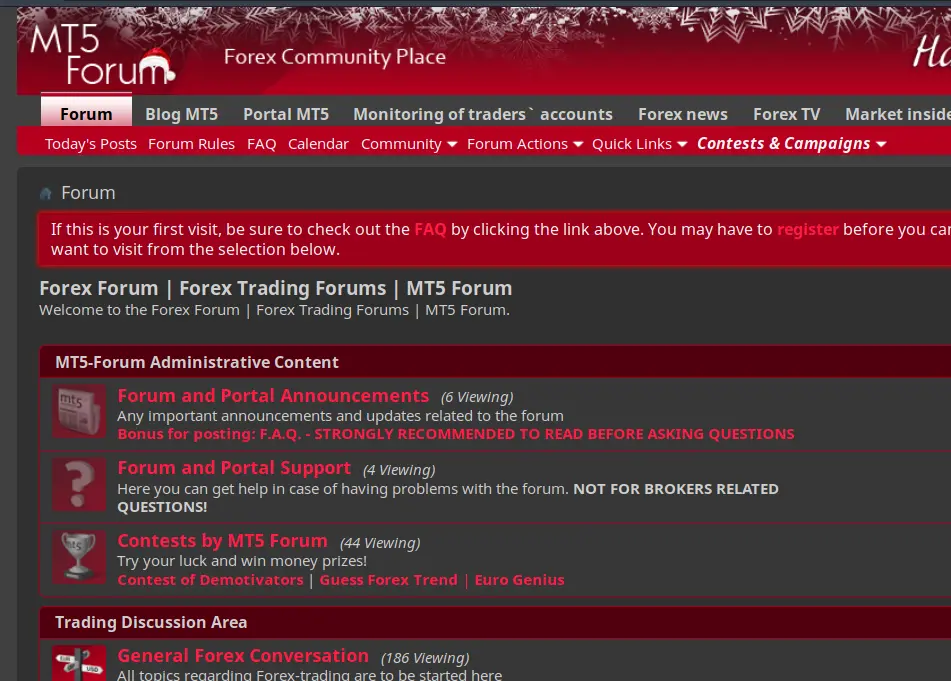 MT5
Forum
Forex Community Place
Forum Blog MT5 Portal MT5 Monitoring of traders` accounts Forex news Forex TV Market inside
Today's Posts Forum Rules FAQ Calendar Community Forum Actions Quick Links Contests & Campaigns
Forum
If this is your first visit, be sure to check out the FAQ by clicking the link above. You may have to register before you can
want to visit from the selection below.
Forex Forum | Forex Trading Forums | MT5 Forum
Welcome to the Forex Forum | Forex Trading Forums | MT5 Forum.
MT5-Forum Administrative Content
mt5
Forum and Portal Announcements (6 Viewing)
Any important announcements and updates related to the forum
Bonus for posting: F.A.Q. - STRONGLY RECOMMENDED TO READ BEFORE ASKING QUESTIONS
?
Forum and Portal Support (4 Viewing)
Here you can get help in case of having problems with the forum. NOT FOR BROKERS RELATED
QUESTIONS!
mt5
Contests by MT5 Forum (44 Viewing)
Try your luck and win money prizes!
Contest of Demotivators | Guess Forex Trend | Euro Genius
Trading Discussion Area
EUR
USD
General Forex Conversation (186 Viewing)
All topics regarding Forex-trading are to be started here